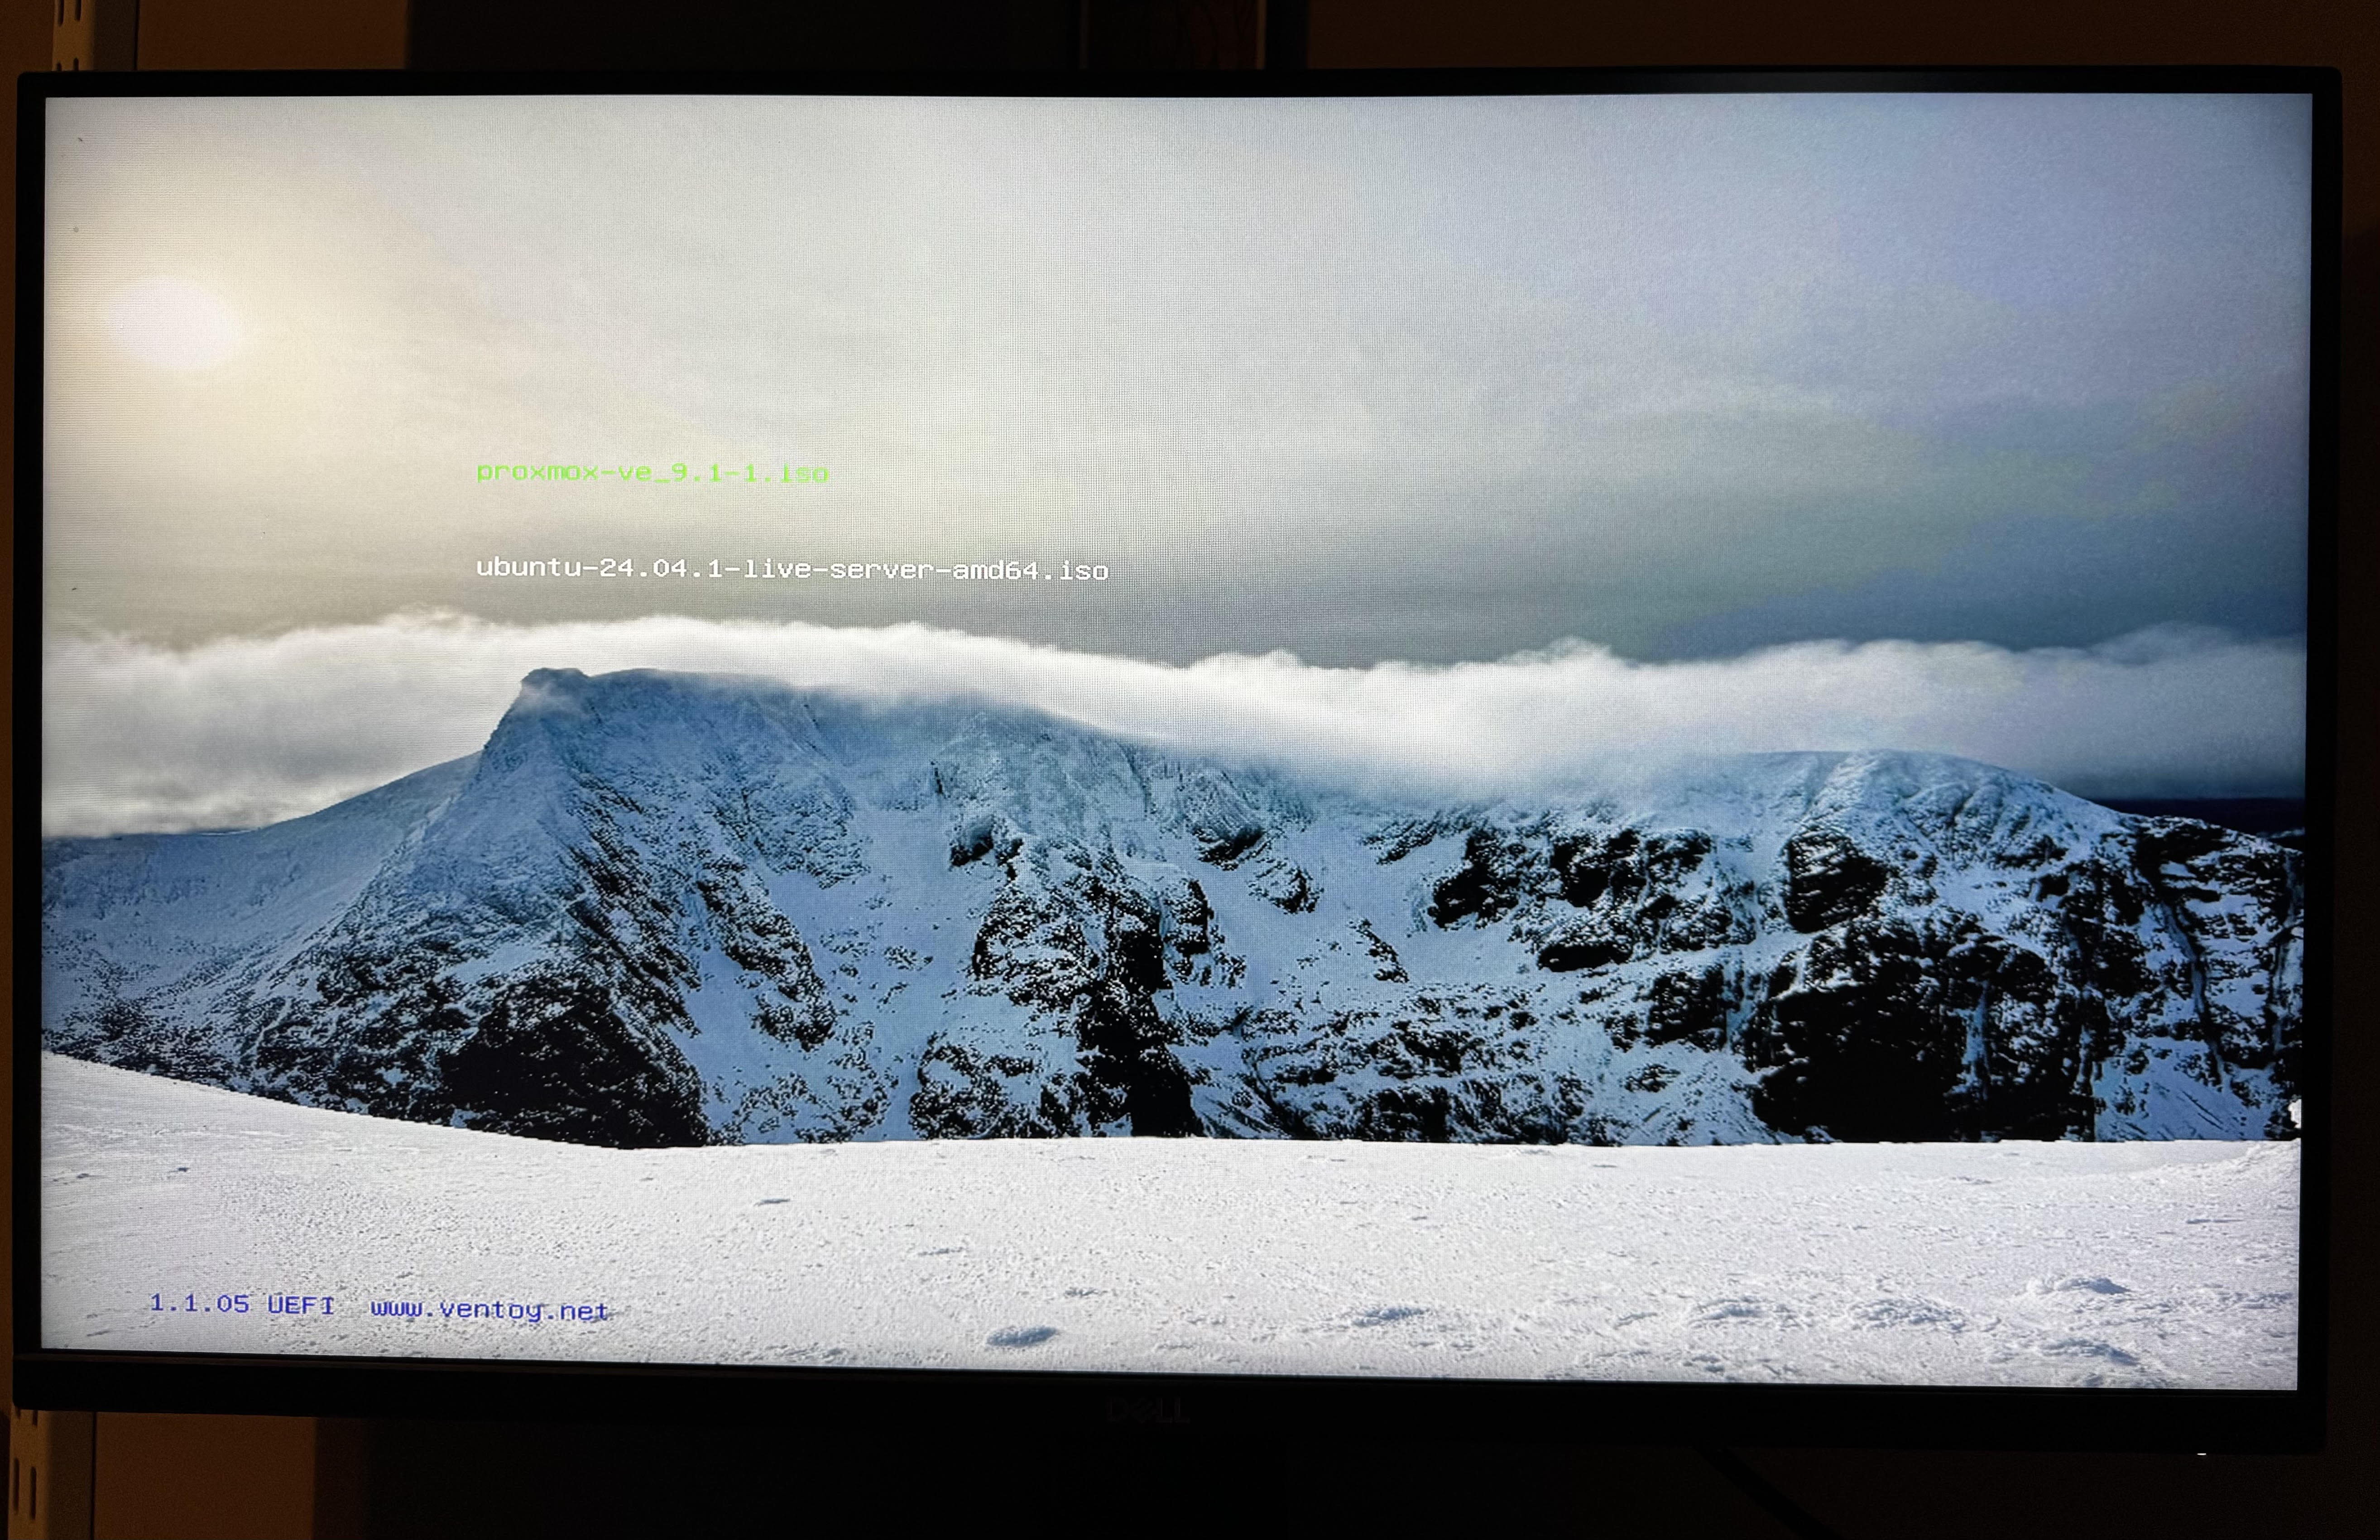 proxmox-ve_9.1-1.iso
ubuntu-24.04.1-live-server-amd64.iso
1.1.05 UEFI www.ventoy.net
DELL